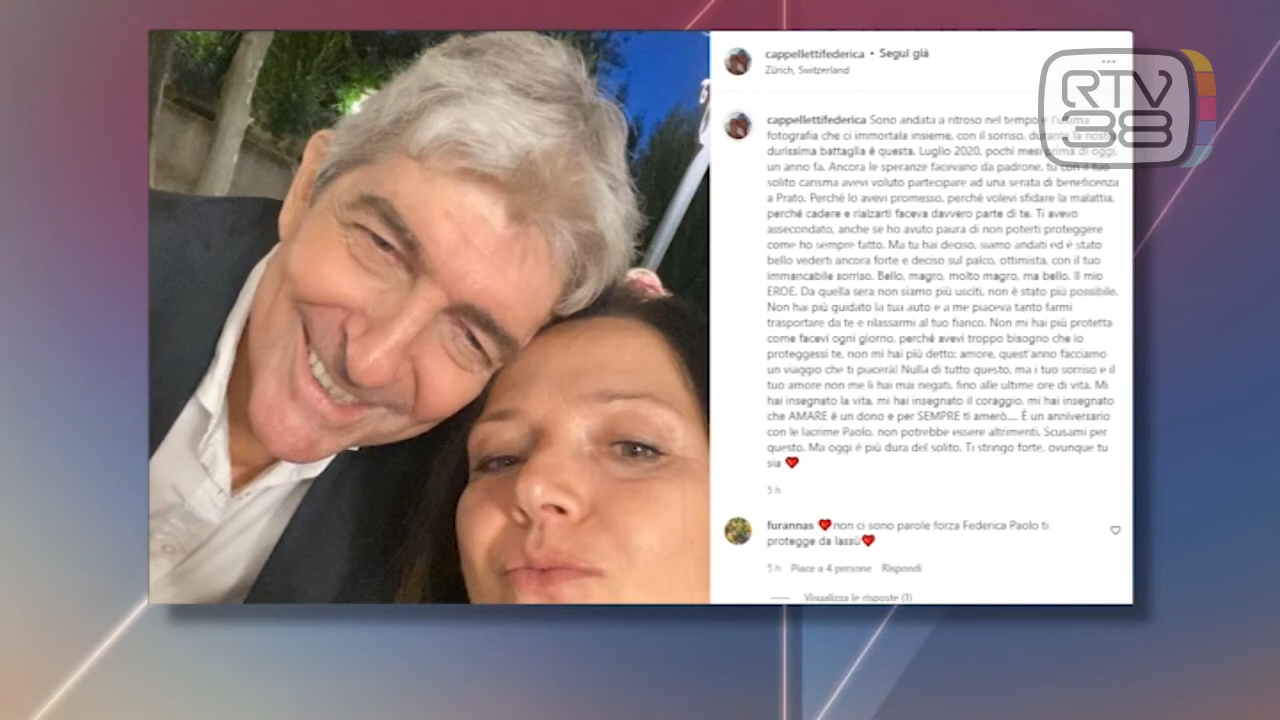 cappellettifederica • Segui già
Zürich, Switzerland
RTV
38
cappellettifederica Sono andata a ritroso nel tempo e l'ultima
fotografia che ci immortala insieme, con il sorriso, durante la nostra
durissima battaglia è questa. Luglio 2020, pochi mesi prima di oggi,
un anno fa. Ancora le speranze facevano da padrone, tu con il tuo
solito carisma avevi voluto partecipare ad una serata di beneficenza
a Prato. Perché lo avevi promesso, perché volevi sfidare la malattia,
perché cadere e rialzarti faceva davvero parte di te. Ti avevo
assecondato, anche se ho avuto paura di non poterti proteggere
come ho sempre fatto. Ma tu hai deciso, siamo andati ed è stato
bello vederti ancora forte e deciso sul palco, ottimista, con il tuo
immancabile sorriso. Bello, magro, molto magro, ma bello. Il mio
EROE. Da quella sera non siamo più usciti, non è stato più possibile.
Non hai più guidato la tua auto e a me piaceva tanto farmi
trasportare da te e rilassarmi al tuo fianco. Non mi hai più protetta
come facevi ogni giorno, perché avevi troppo bisogno che io
proteggessi te, non mi hai più detto: amore, quest'anno facciamo
un viaggio che ti piacerà! Nulla di tutto questo, ma i tuo sorriso e il
tuo amore non me li hai mai negati, fino alle ultime ore di vita. Mi
hai insegnato la vita, mi hai insegnato il coraggio, mi hai insegnato
che AMARE è un dono e per SEMPRE ti amerò.... È un anniversario
con le lacrime Paolo, non potrebbe essere altrimenti. Scusami per
questo. Ma oggi è più dura del solito. Ti stringo forte, ovunque tu
sia ❤
5 h
furannas ❤non ci sono parole forza Federica Paolo ti
protegge da lassù❤
5 h Piace a 4 persone Rispondi
Visualizza le risposte (1)